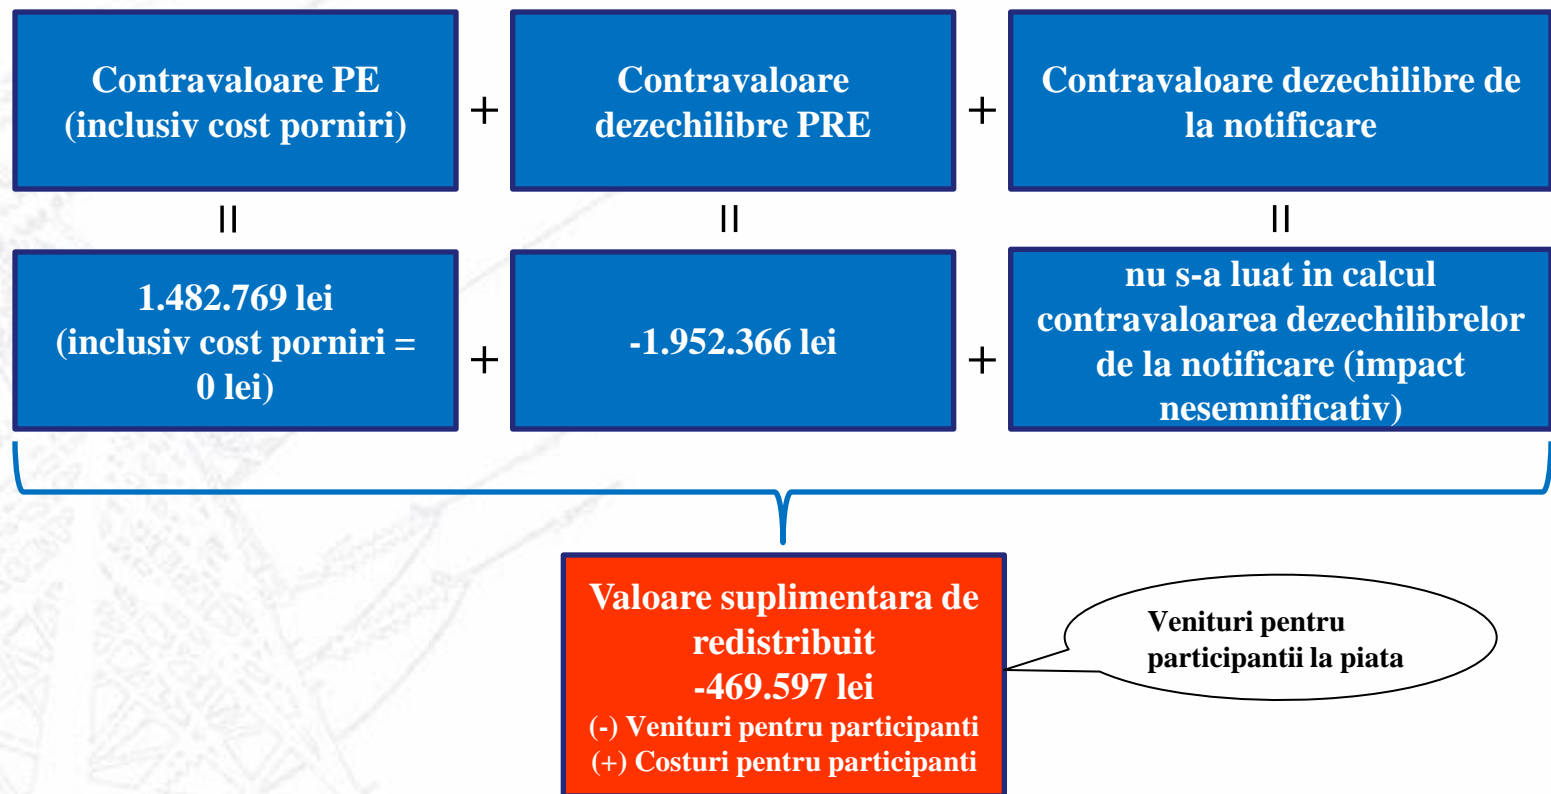 Contravaloare PE
(inclusiv cost porniri)
+
Contravaloare
dezechilibre PRE
+
Contravaloare dezechilibre de
la notificare
=
=
=
1.482.769 lei
(inclusiv cost porniri =
0 lei)
+
-1.952.366 lei
+
nu s-a luat in calcul
contravaloarea dezechilibrelor
de la notificare (impact
nesemnificativ)
Valoare suplimentara de
redistribuit
-469.597 lei
(-) Venituri pentru participanti
(+) Costuri pentru participanti
Venituri pentru
participantii la piata